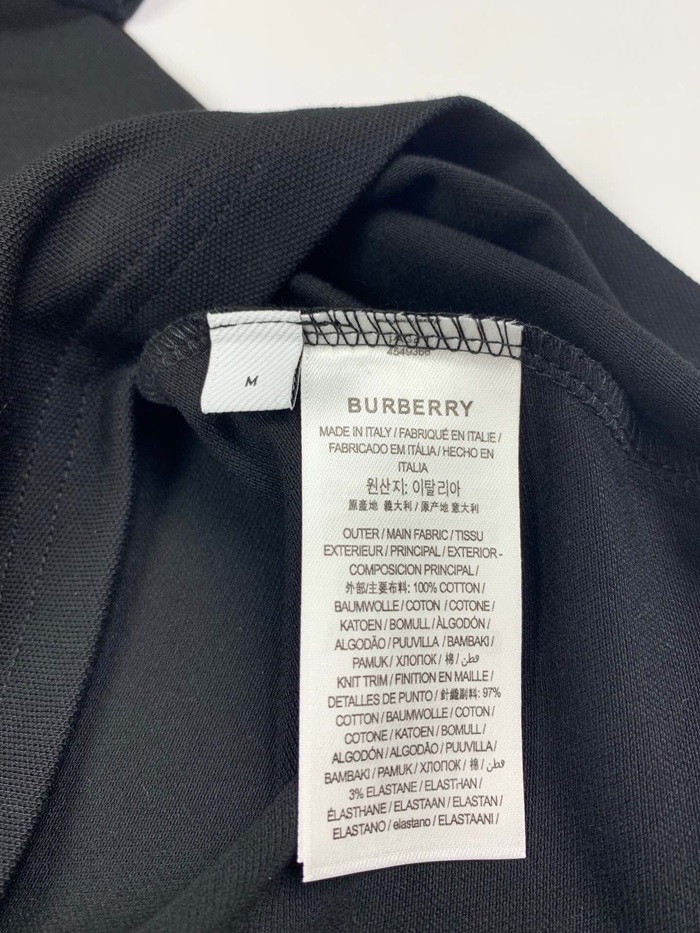 M
4549368
BURBERRY
MADE IN ITALY / FABRIQUÉ EN ITALIE /
FABRICADO EM ITÁLIA / HECHO EN
ITALIA
원산지: 이탈리아
原産地 義大利 / 原产地 意大利
OUTER / MAIN FABRIC / TISSU
EXTERIEUR / PRINCIPAL / EXTERIOR -
COMPOSICION PRINCIPAL /
外部/主要布料: 100% COTTON /
BAUMWOLLE / COTON / COTONE /
KATOEN / BOMULL / ÀLGODÓN /
ALGODÃO / PUUVILLA / BAMBAKI /
PAMUK / ХЛОПОК / 棉 / قطن
KNIT TRIM / FINITION EN MAILLE /
DETALLES DE PUNTO / 針織副料: 97%
COTTON / BAUMWOLLE / COTON /
COTONE / KATOEN / BOMULL /
ALGODÓN / ALGODÃO / PUUVILLA /
BAMBAKI / PAMUK / ХЛОПОК / 棉 / قطن
3% ELASTANE / ELASTHAN /
ÉLASTHANE / ELASTAAN / ELASTAN /
ELASTANO / elastano / ELASTAANI /